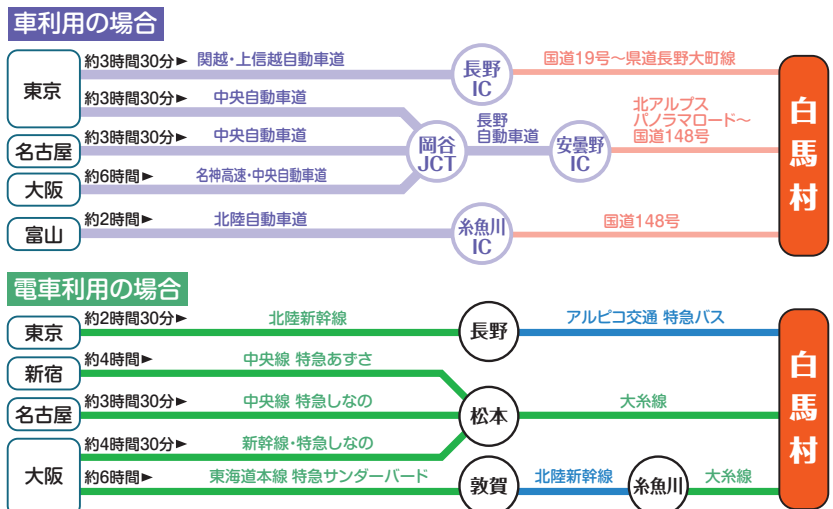 車利用の場合
東京
約3時間30分► 関越・上信越自動車道
長野
IC
国道19号～県道長野大町線
約3時間30分► 中央自動車道
名古屋
約3時間30分► 中央自動車道
大阪
約6時間► 名神高速・中央自動車道
岡谷
JCT
長野
自動車道
安曇野
IC
北アルプス
パノラマロード～
国道148号
富山
約2時間► 北陸自動車道
糸魚川
IC
国道148号
白馬村
電車利用の場合
東京
約2時間30分► 北陸新幹線
長野
アルピコ交通 特急バス
新宿
約4時間► 中央線 特急あずさ
名古屋
約3時間30分► 中央線 特急しなの
松本
大糸線
大阪
約4時間30分► 新幹線・特急しなの
約6時間► 東海道本線 特急サンダーバード
敦賀
北陸新幹線
糸魚川
大糸線
白馬村